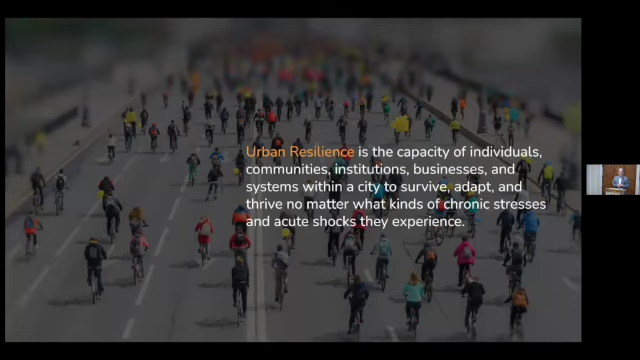 Urban Resilience is the capacity of individuals,
communities, institutions, businesses, and
systems within a city to survive, adapt, and
thrive no matter what kinds of chronic stresses
and acute shocks they experience.